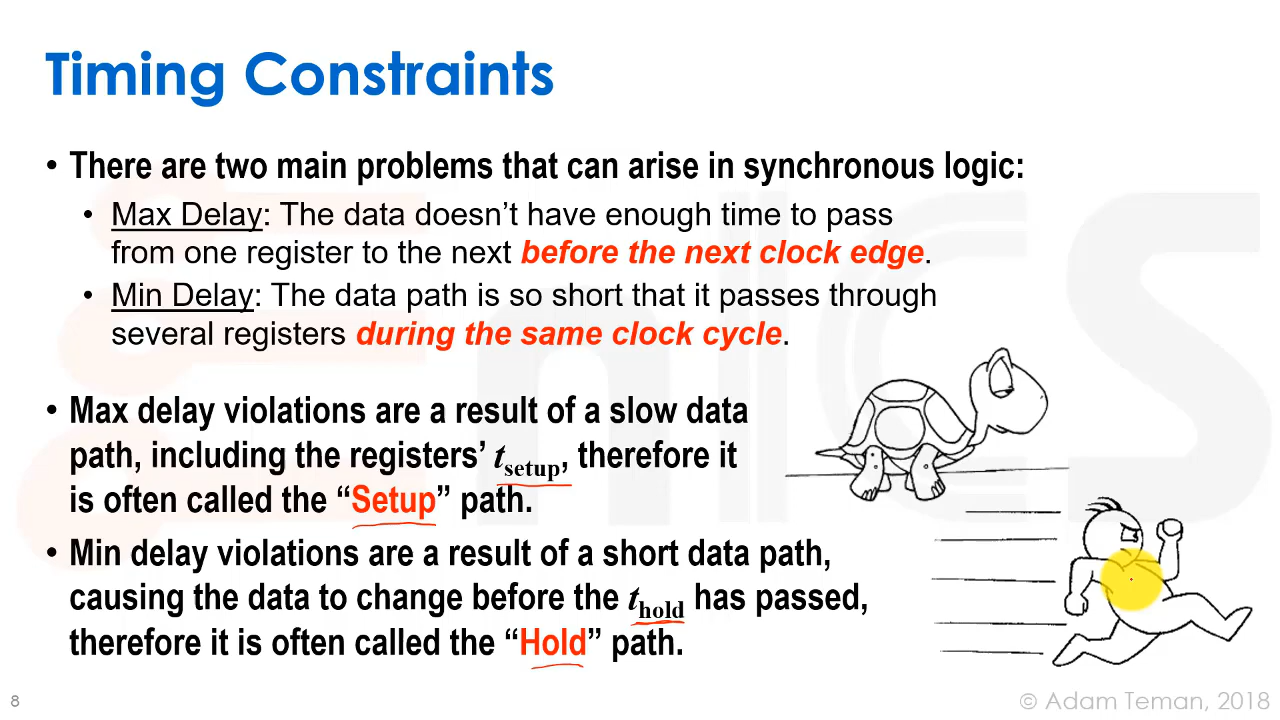 Timing Constraints
• There are two main problems that can arise in synchronous logic:
• Max Delay: The data doesn’t have enough time to pass
from one register to the next before the next clock edge.
• Min Delay: The data path is so short that it passes through
several registers during the same clock cycle.
• Max delay violations are a result of a slow data
path, including the registers’ tsetup, therefore it
is often called the “Setup” path.
• Min delay violations are a result of a short data path,
causing the data to change before the thold has passed,
therefore it is often called the “Hold” path.
8
© Adam Teman, 2018
EnICS